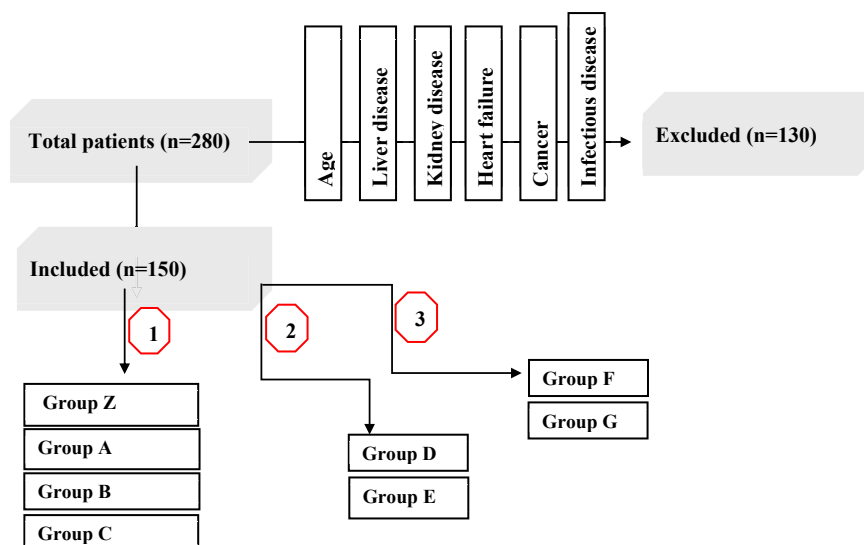 Total patients (n=280)
Age
Liver disease
Kidney disease
Heart failure
Cancer
Infectious disease
Excluded (n=130)
Included (n=150)
1
2
3
Group Z
Group A
Group B
Group C
Group D
Group E
Group F
Group G